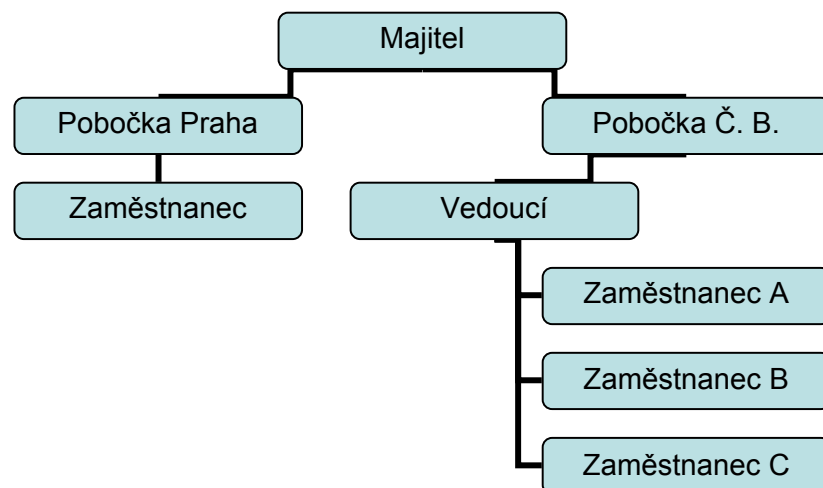 Majitel
Pobočka Praha
Pobočka Č. B.
Zaměstnanec
Vedoucí
Zaměstnanec A
Zaměstnanec B
Zaměstnanec C